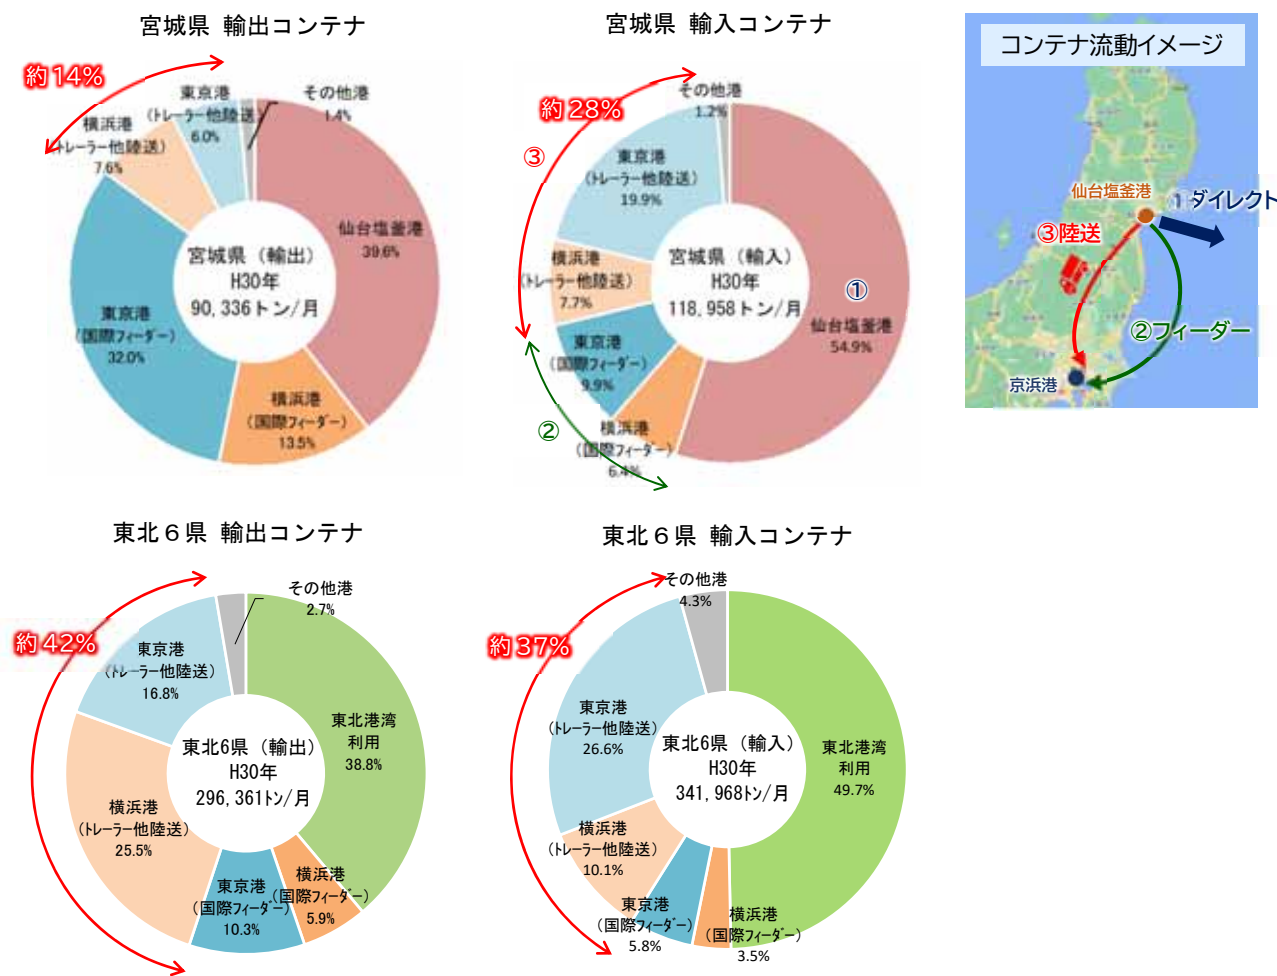 宮城県 輸出コンテナ
約14%
東京港
(トレーラー他陸送)
6.0%
その他港
1.4%
横浜港
(トレーラー他陸送)
7.6%
仙台塩釜港
39.6%
宮城県（輸出）
H30年
90,336トン/月
東京港
(国際フィーダー)
32.0%
横浜港
(国際フィーダー)
13.5%
宮城県 輸入コンテナ
約28%
その他港
1.2%
③
東京港
(トレーラー他陸送)
19.9%
横浜港
(トレーラー他陸送)
7.7%
宮城県（輸入）
H30年
118,958トン/月
①
仙台塩釜港
54.9%
東京港
(国際フィーダー)
9.9%
②
横浜港
(国際フィーダー)
6.4%
コンテナ流動イメージ
仙台塩釜港
①ダイレクト
③陸送
②フィーダー
京浜港
東北６県 輸出コンテナ
約42%
その他港
2.7%
東京港
(トレーラー他陸送)
16.8%
東北港湾
利用
38.8%
東北6県（輸出）
H30年
296,361トン/月
横浜港
(トレーラー他陸送)
25.5%
東京港
(国際フィーダー)
10.3%
横浜港
(国際フィーダー)
5.9%
東北６県 輸入コンテナ
約37%
その他港
4.3%
東京港
(トレーラー他陸送)
26.6%
東北6県（輸入）
H30年
341,968トン/月
東北港湾
利用
49.7%
横浜港
(トレーラー他陸送)
10.1%
東京港
(国際フィーダー)
5.8%
横浜港
(国際フィーダー)
3.5%